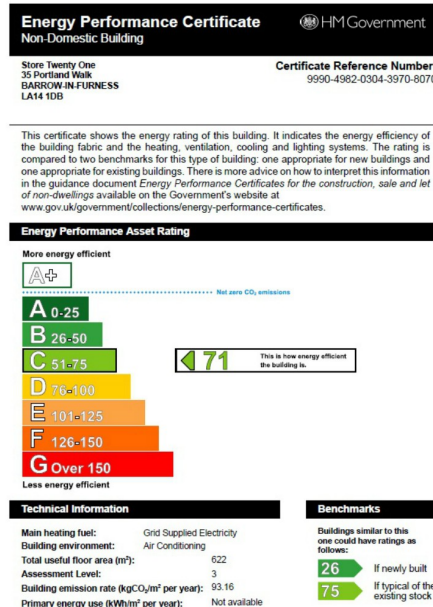 Energy Performance Certificate
HM Government
Non-Domestic Building
Store Twenty One
35 Portland Walk
BARROW-IN-FURNESS
LA14 1DB
Certificate Reference Number
9990-4982-0304-3970-8070
This certificate shows the energy rating of this building. It indicates the energy efficiency of
the building fabric and the heating, ventilation, cooling and lighting systems. The rating is
compared to two benchmarks for this type of building: one appropriate for new buildings and
one appropriate for existing buildings. There is more advice on how to interpret this information
in the guidance document Energy Performance Certificates for the construction, sale and let
of non-dwellings available on the Government's website at
www.gov.uk/government/collections/energy-performance-certificates.
Energy Performance Asset Rating
More energy efficient
A+
Net zero CO₂ emissions
A 0-25
B 26-50
C 51-75
71
This is how energy efficient
the building is.
D 76-100
E 101-125
F 126-150
G Over 150
Less energy efficient
Technical Information
Main heating fuel: Grid Supplied Electricity
Building environment: Air Conditioning
Total useful floor area (m²): 622
Assessment Level: 3
Building emission rate (kgCO₂/m² per year): 93.16
Primary energy use (kWh/m² per year): Not available
Benchmarks
Buildings similar to this
one could have ratings as
follows:
26 If newly built
75 If typical of the
existing stock